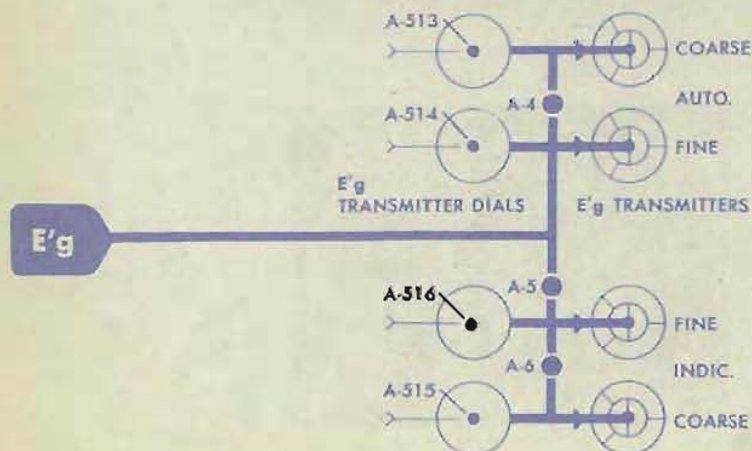 A-513
COARSE
A-4
AUTO.
A-514
FINE
E'g
TRANSMITTER DIALS
E'g TRANSMITTERS
E'g
A-5
A-516
FINE
A-6
INDIC.
A-515
COARSE